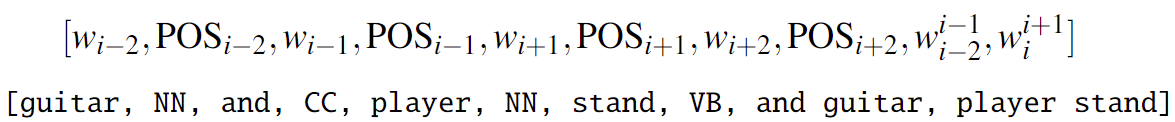 [w_{i−2}, POS_{i−2}, w_{i−1}, POS_{i−1}, w_{i+1}, POS_{i+1}, w_{i+2}, POS_{i+2}, w_{i−2}^{i−1}, w_i^{i+1}]
[guitar, NN, and, CC, player, NN, stand, VB, and guitar, player stand]